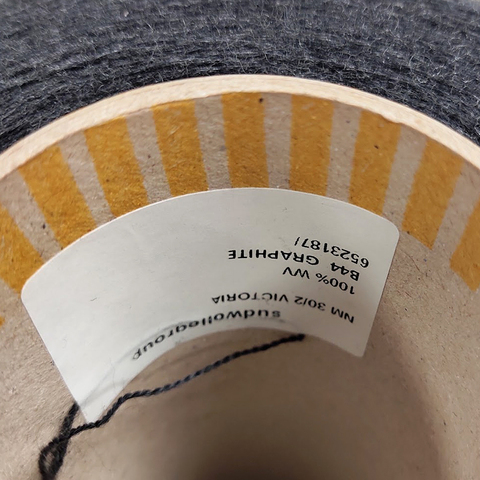 sudwollegroup
NM 30/2 VICTORIA
100% WV
B44 GRAPHITE
6523187/